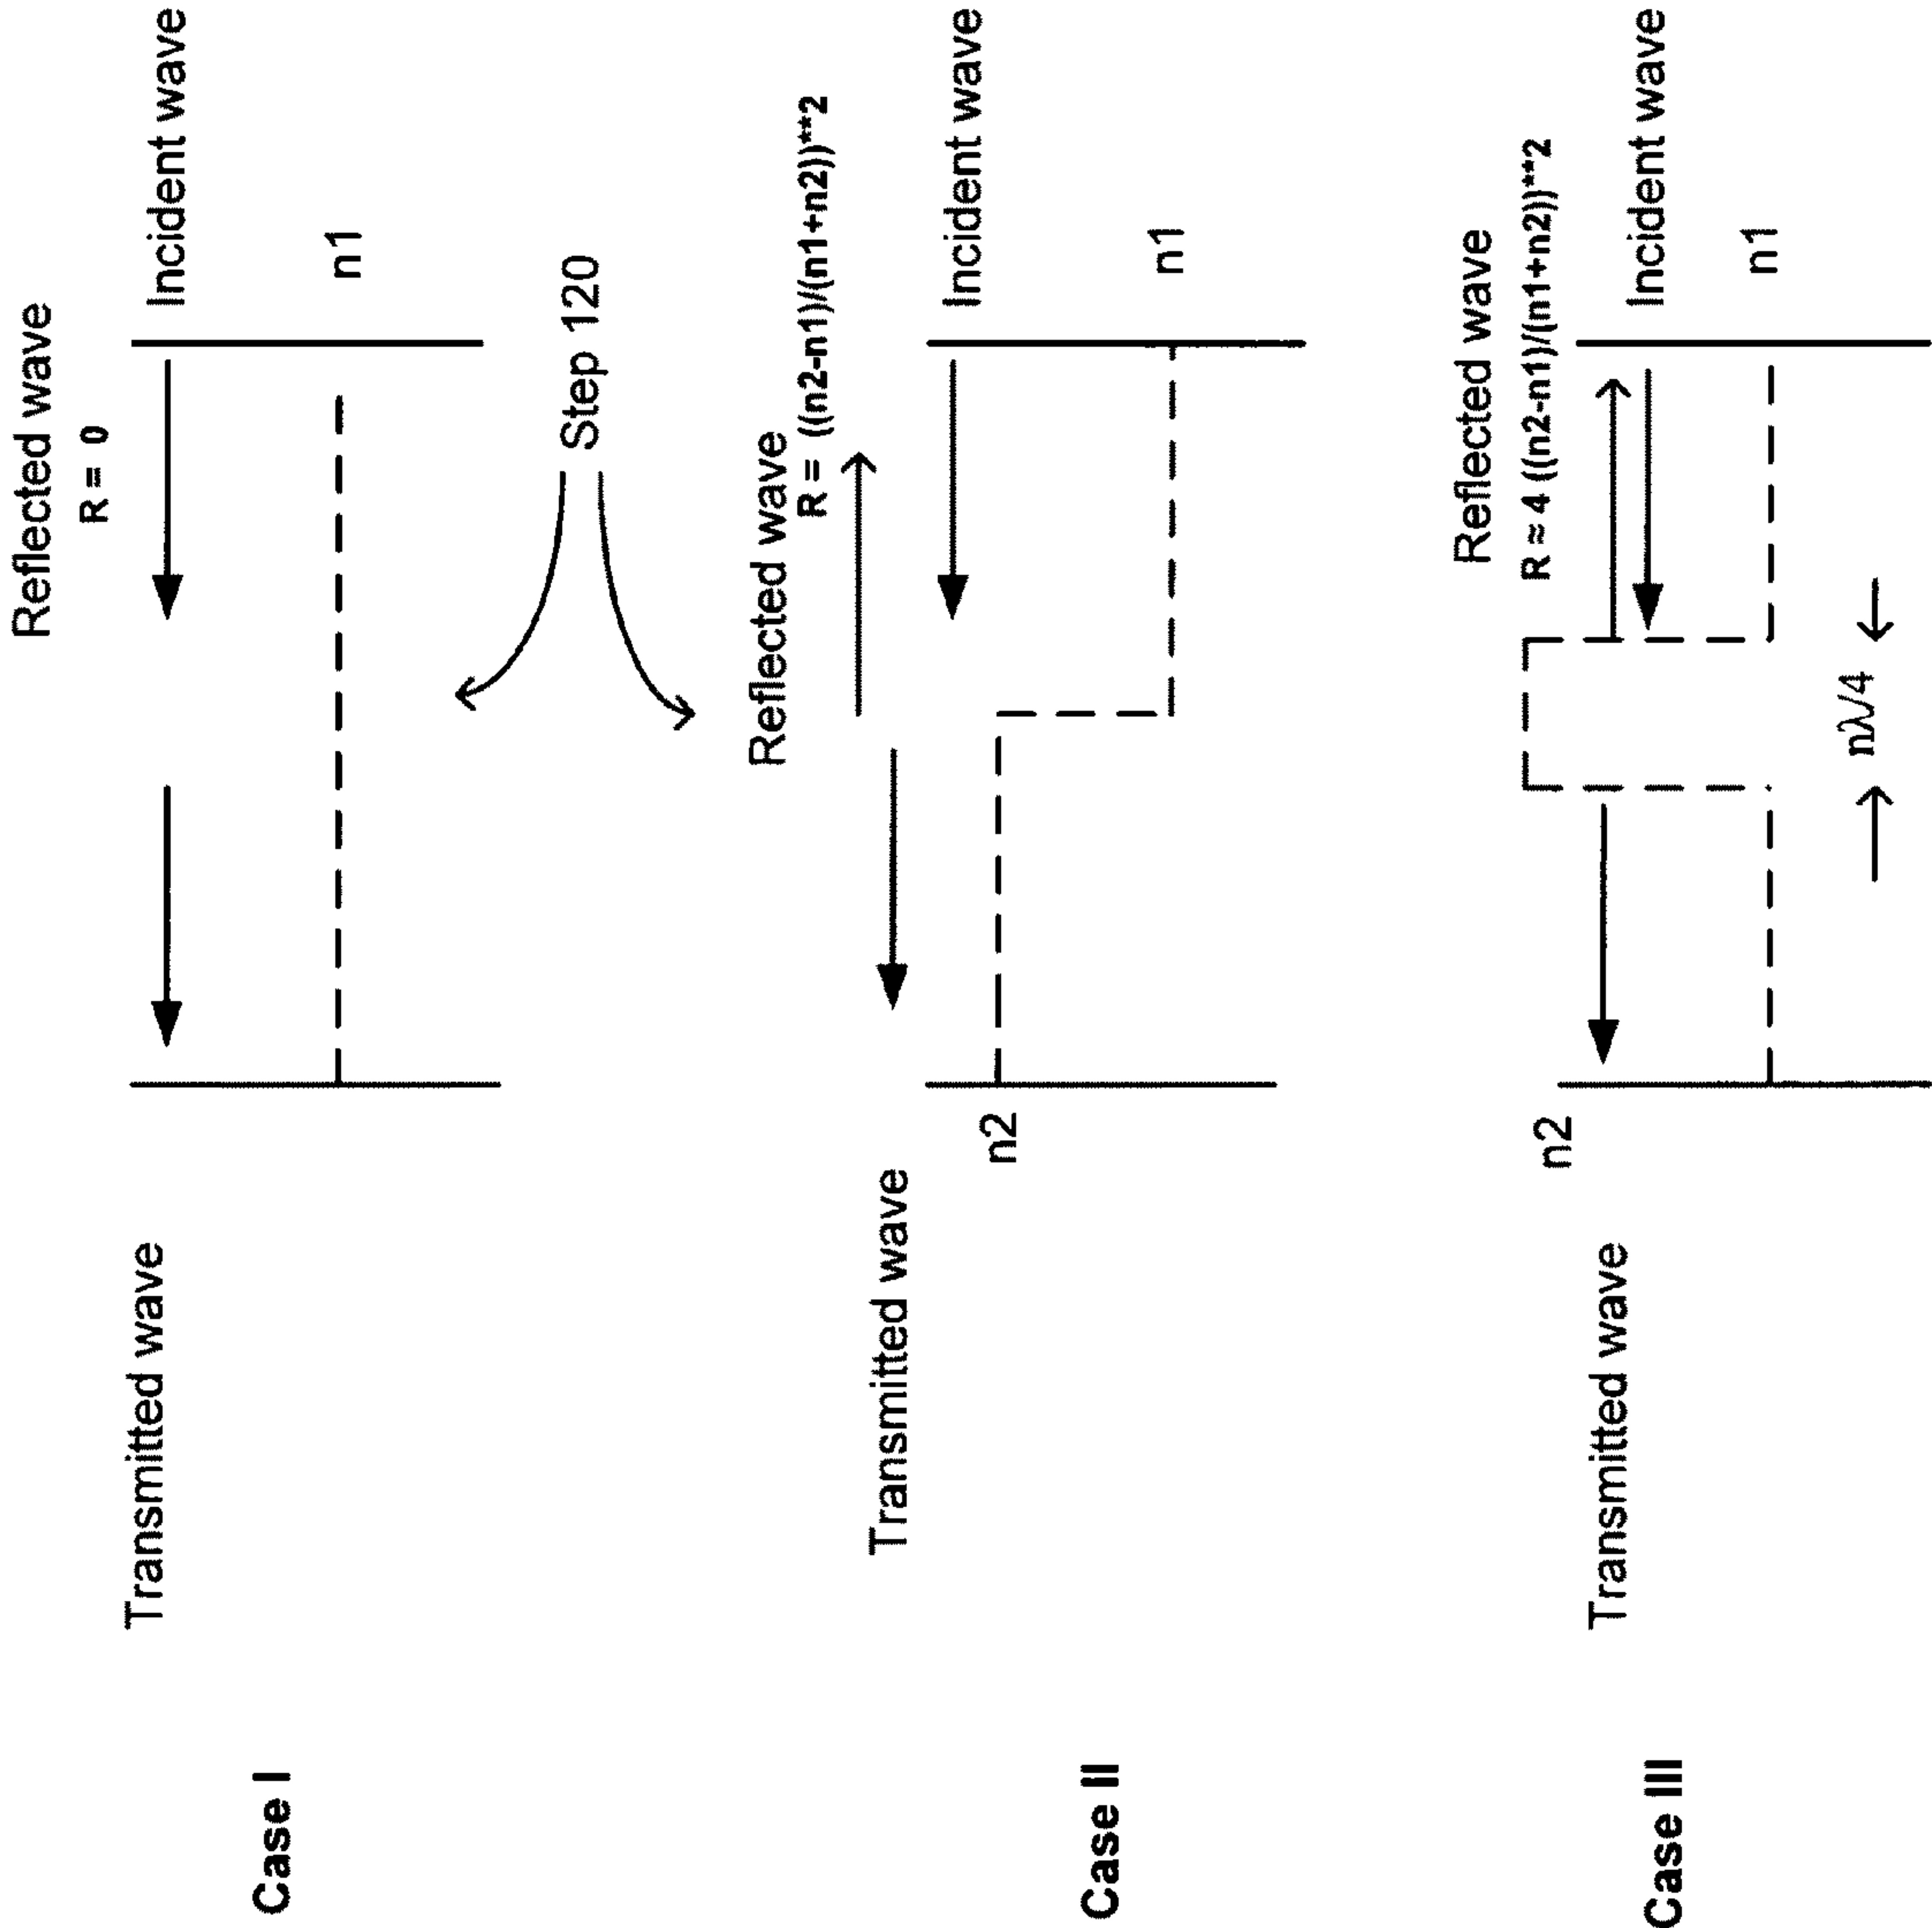 Case I
Transmitted wave
Reflected wave
R = 0
Incident wave
n1
Step 120
Case II
Transmitted wave
n2
Reflected wave
R = ((n2-n1)/(n1+n2))**2
Incident wave
n1
Case III
Transmitted wave
n2
Reflected wave
R ≈ 4 ((n2-n1)/(n1+n2))**2
Incident wave
n1
nλ/4